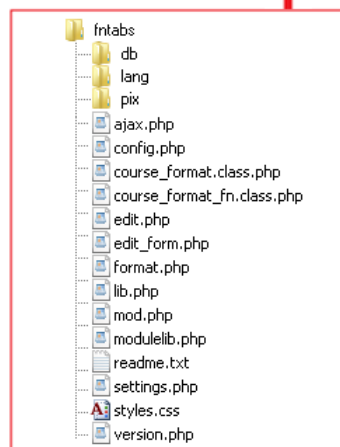 fntabs
db
lang
pix
ajax.php
config.php
course_format.class.php
course_format_fn.class.php
edit.php
edit_form.php
format.php
lib.php
mod.php
modulelib.php
readme.txt
settings.php
styles.css
version.php